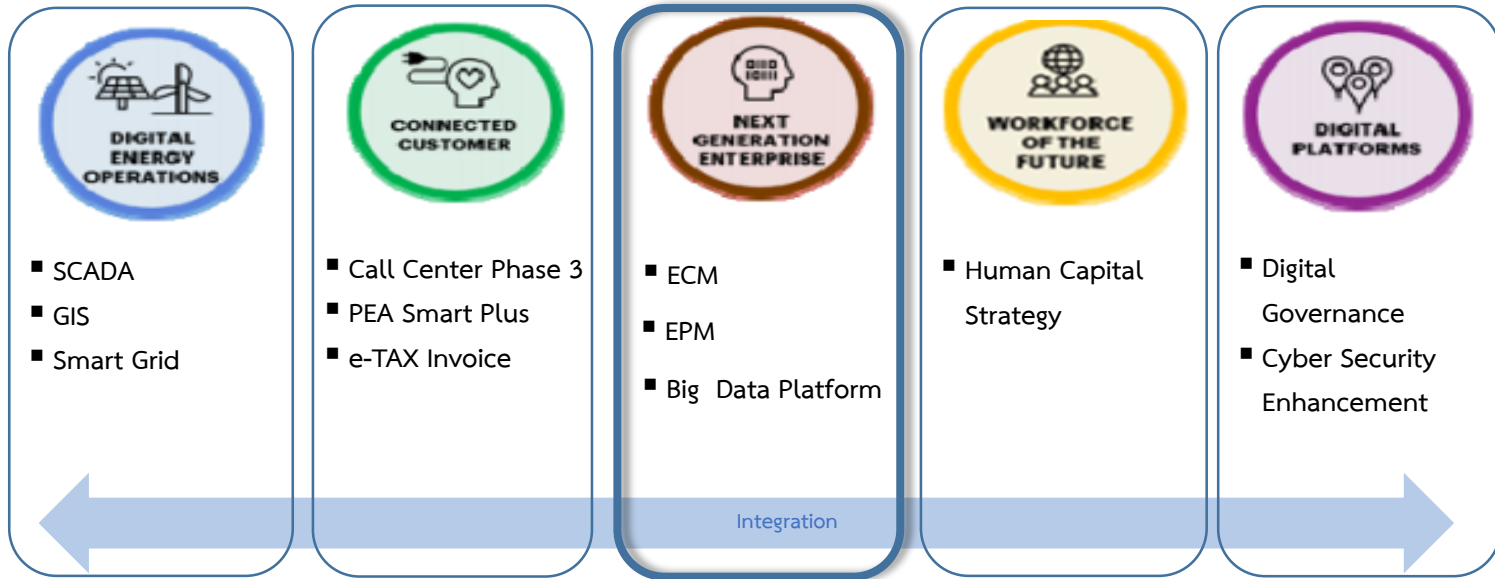 DIGITAL
ENERGY
OPERATIONS
▪ SCADA
▪ GIS
▪ Smart Grid
CONNECTED
CUSTOMER
▪ Call Center Phase 3
▪ PEA Smart Plus
▪ e-TAX Invoice
0110
10111
NEXT
GENERATION
ENTERPRISE
▪ ECM
▪ EPM
▪ Big Data Platform
WORKFORCE
OF THE
FUTURE
▪ Human Capital
Strategy
DIGITAL
PLATFORMS
▪ Digital
Governance
▪ Cyber Security
Enhancement
Integration